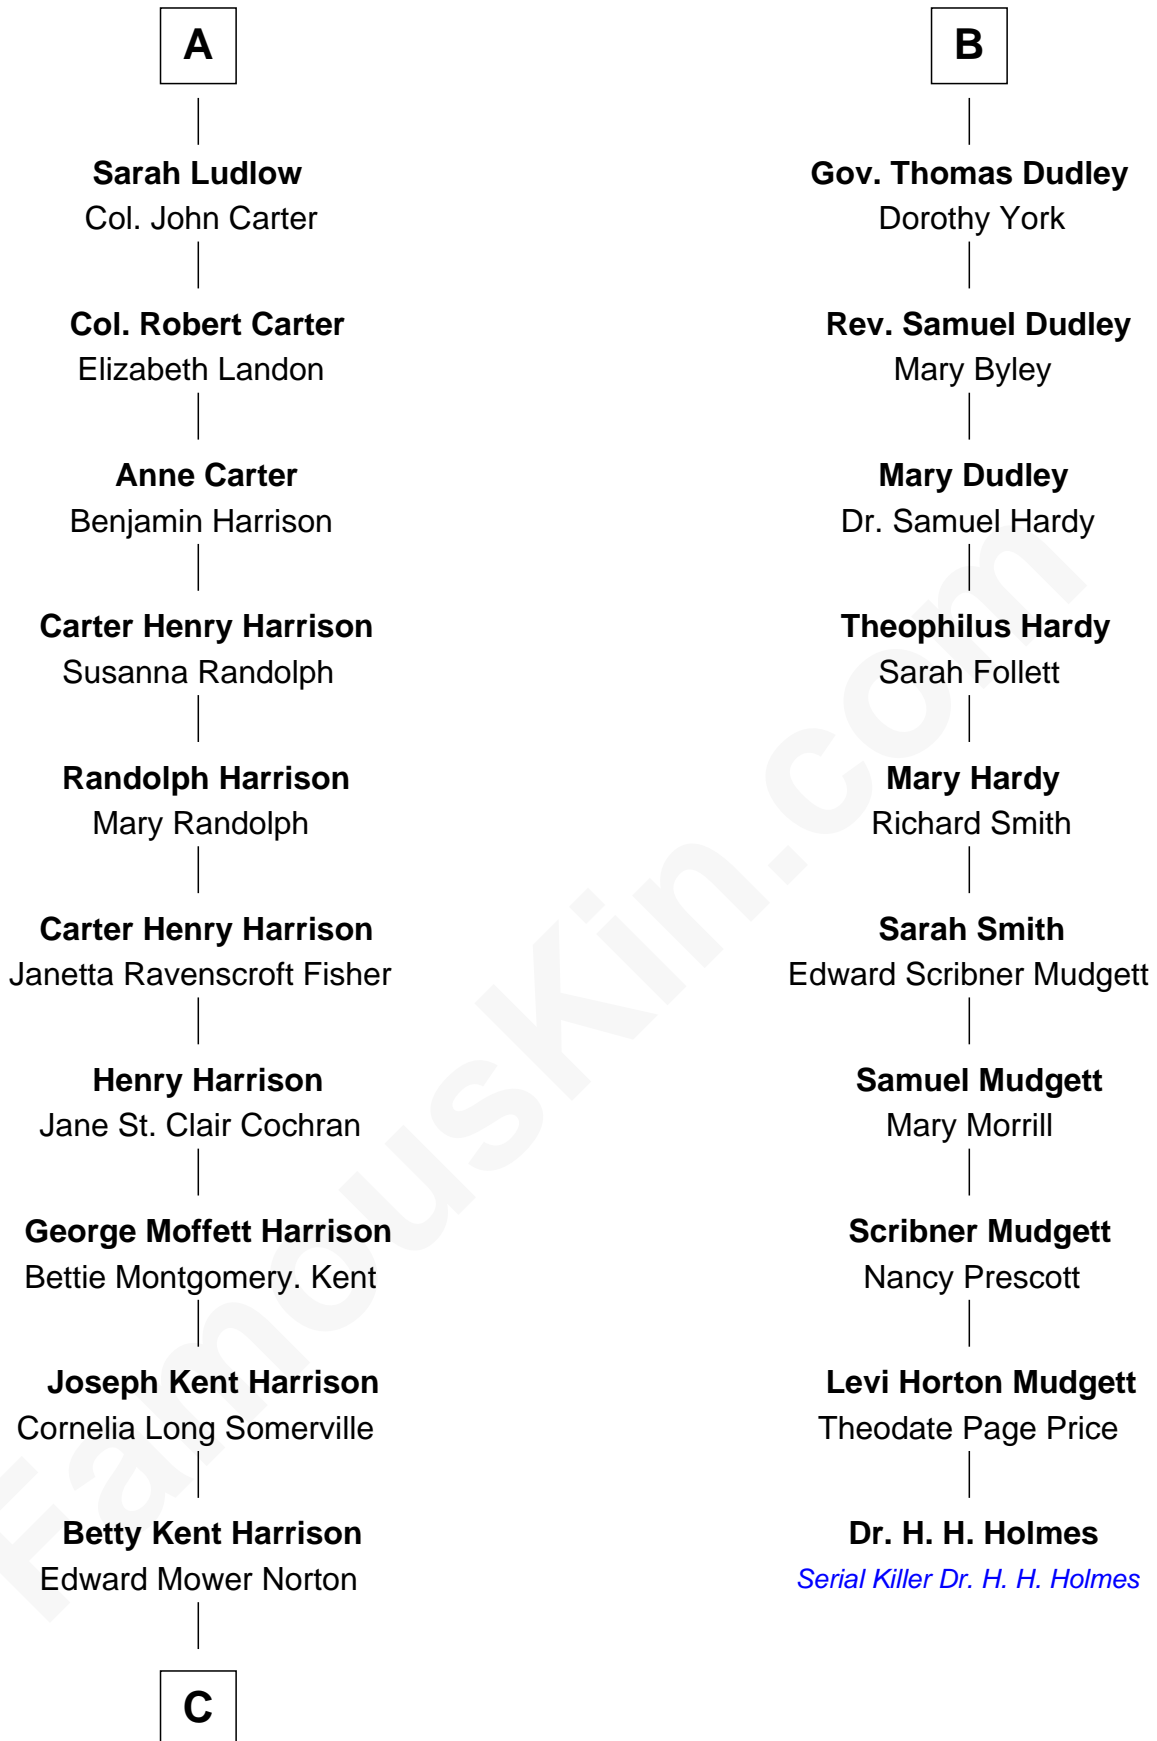 A
Sarah Ludlow
Col. John Carter
Col. Robert Carter
Elizabeth Landon
Anne Carter
Benjamin Harrison
Carter Henry Harrison
Susanna Randolph
Randolph Harrison
Mary Randolph
Carter Henry Harrison
Janetta Ravenscroft Fisher
Henry Harrison
Jane St. Clair Cochran
George Moffett Harrison
Bettie Montgomery. Kent
Joseph Kent Harrison
Cornelia Long Somerville
Betty Kent Harrison
Edward Mower Norton
C
B
Gov. Thomas Dudley
Dorothy York
Rev. Samuel Dudley
Mary Byley
Mary Dudley
Dr. Samuel Hardy
Theophilus Hardy
Sarah Follett
Mary Hardy
Richard Smith
Sarah Smith
Edward Scribner Mudgett
Samuel Mudgett
Mary Morrill
Scribner Mudgett
Nancy Prescott
Levi Horton Mudgett
Theodate Page Price
Dr. H. H. Holmes
Serial Killer Dr. H. H. Holmes
FamousKin.com